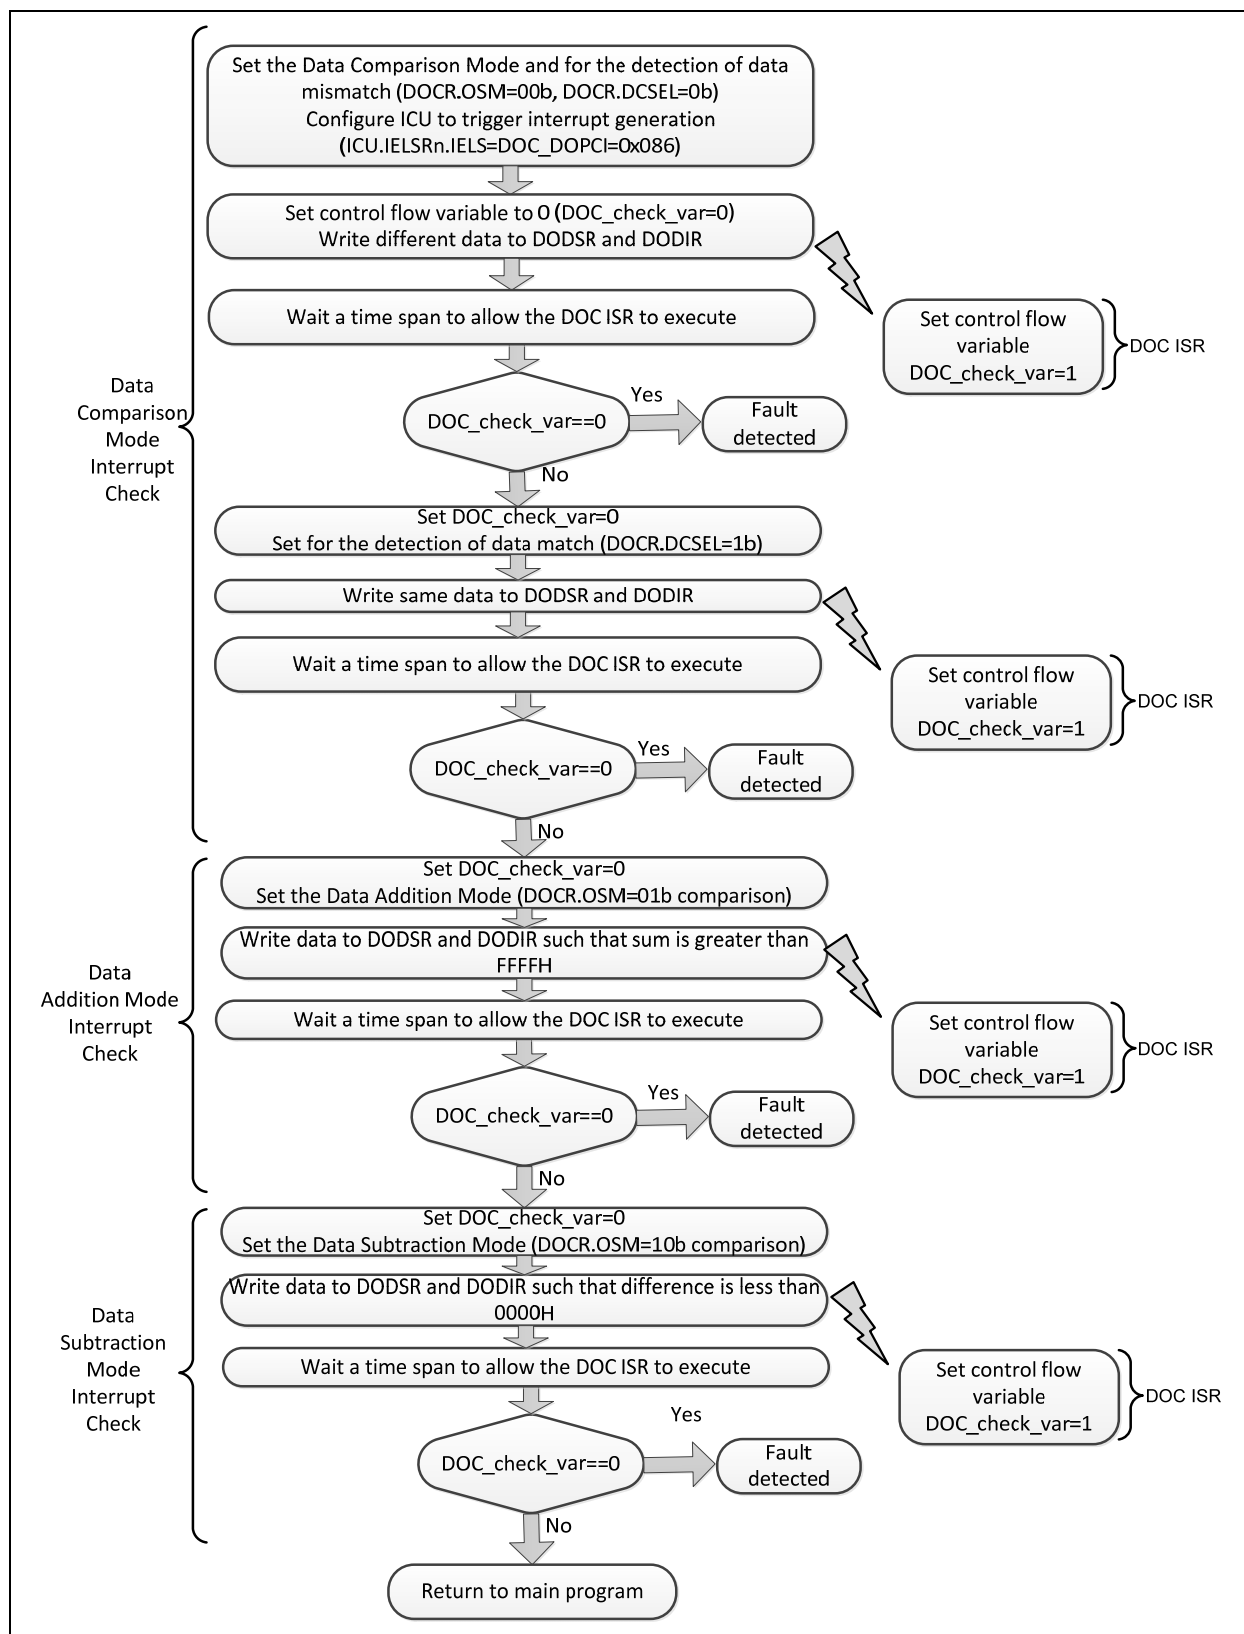 Set the Data Comparison Mode and for the detection of data
mismatch (DOCR.OSM=00b, DOCR.DCSEL=0b)
Configure ICU to trigger interrupt generation
(ICU.IELSRn.IELS=DOC_DOPCI=0x086)
Set control flow variable to 0 (DOC_check_var=0)
Write different data to DODSR and DODIR
Wait a time span to allow the DOC ISR to execute
Set control flow
variable
DOC_check_var=1
DOC ISR
Data
Comparison
Mode
Interrupt
Check
DOC_check_var==0
Yes
Fault
detected
No
Set DOC_check_var=0
Set for the detection of data match (DOCR.DCSEL=1b)
Write same data to DODSR and DODIR
Wait a time span to allow the DOC ISR to execute
Set control flow
variable
DOC_check_var=1
DOC ISR
DOC_check_var==0
Yes
Fault
detected
No
Set DOC_check_var=0
Set the Data Addition Mode (DOCR.OSM=01b comparison)
Write data to DODSR and DODIR such that sum is greater than
FFFFH
Data
Addition Mode
Interrupt
Check
Wait a time span to allow the DOC ISR to execute
Set control flow
variable
DOC_check_var=1
DOC ISR
DOC_check_var==0
Yes
Fault
detected
No
Set DOC_check_var=0
Set the Data Subtraction Mode (DOCR.OSM=10b comparison)
Write data to DODSR and DODIR such that difference is less than
0000H
Data
Subtraction
Mode
Interrupt
Check
Wait a time span to allow the DOC ISR to execute
Set control flow
variable
DOC_check_var=1
DOC ISR
DOC_check_var==0
Yes
Fault
detected
No
Return to main program